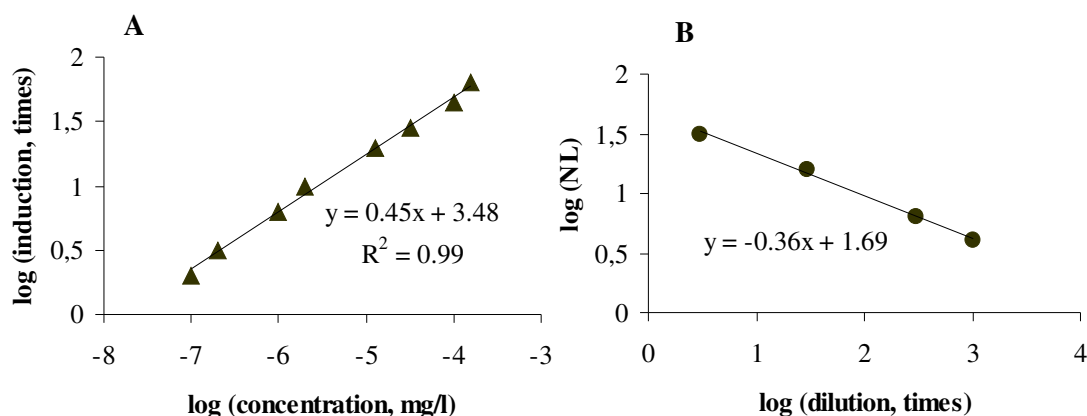 A
log (induction, times)
2
1,5
1
0,5
0
y = 0.45x + 3.48
R² = 0.99
-8 -7 -6 -5 -4 -3
log (concentration, mg/l)
B
log (NL)
2
1,5
1
0,5
0
y = -0.36x + 1.69
0 1 2 3 4
log (dilution, times)